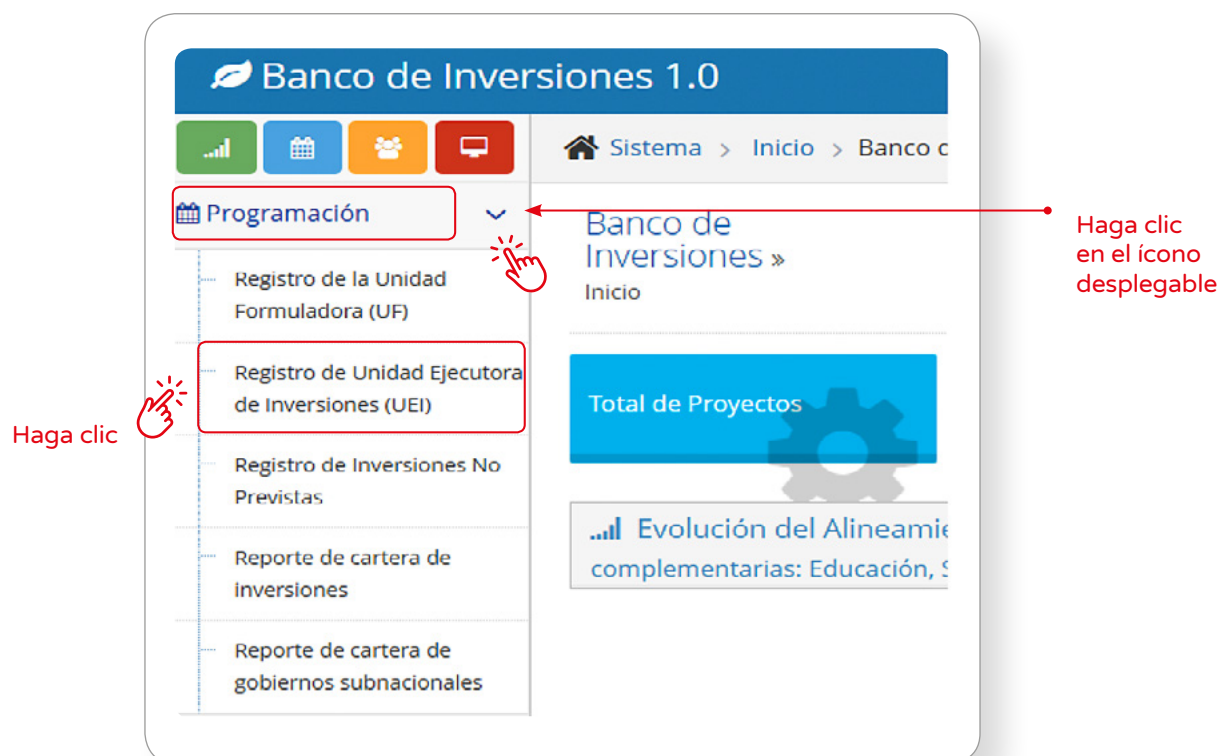 Banco de Inversiones 1.0
Sistema > Inicio > Banco
Programación
Registro de la Unidad
Formuladora (UF)
Registro de Unidad Ejecutora
de Inversiones (UEI)
Registro de Inversiones No
Previstas
Reporte de cartera de
inversiones
Reporte de cartera de
gobiernos subnacionales
Banco de
Inversiones »
Inicio
Total de Proyectos
Evolución del Alineamie
complementarias: Educación, S
Haga clic
en el ícono
desplegable
Haga clic